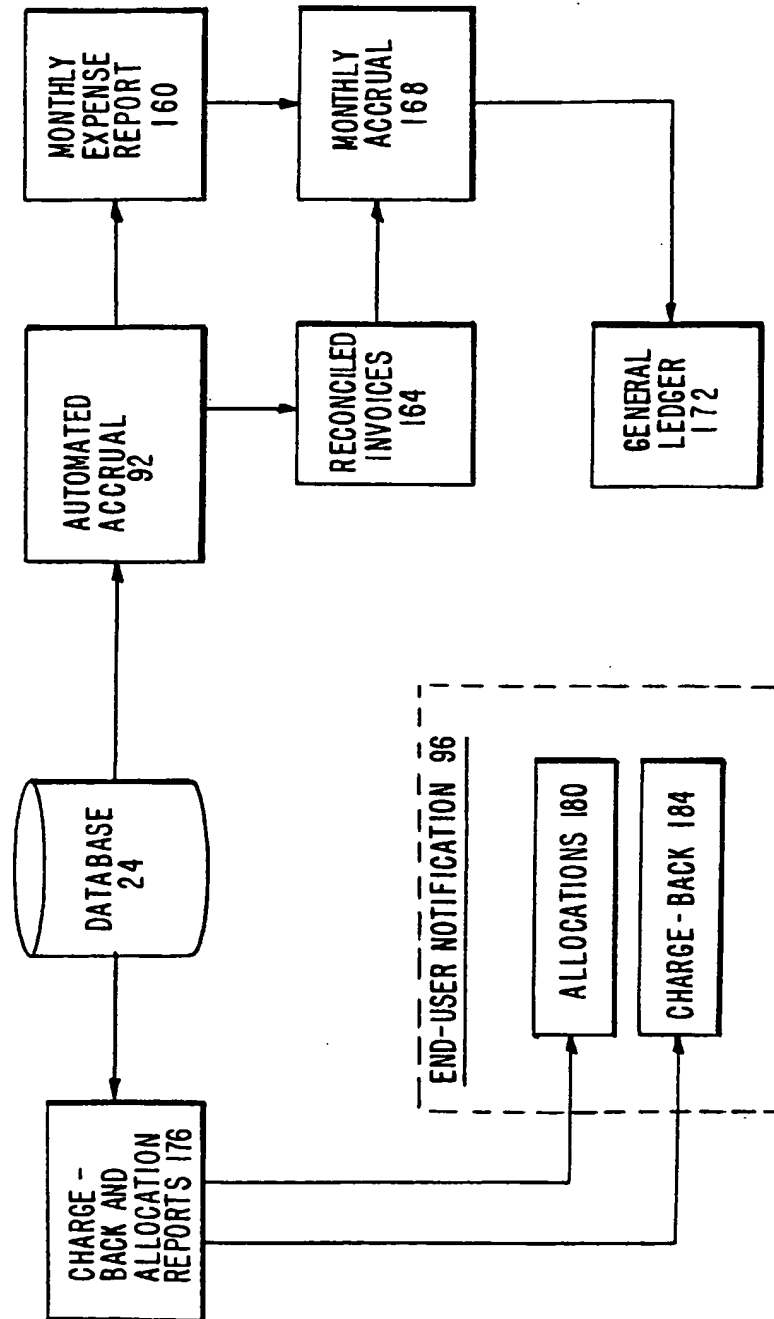 CHARGE-
BACK AND
ALLOCATION
REPORTS 176
DATABASE
24
AUTOMATED
ACCRUAL
92
MONTHLY
EXPENSE
REPORT
160
RECONCILED
INVOICES
164
MONTHLY
ACCRUAL
168
END-USER NOTIFICATION 96
ALLOCATIONS 180
CHARGE-BACK 184
GENERAL
LEDGER
172